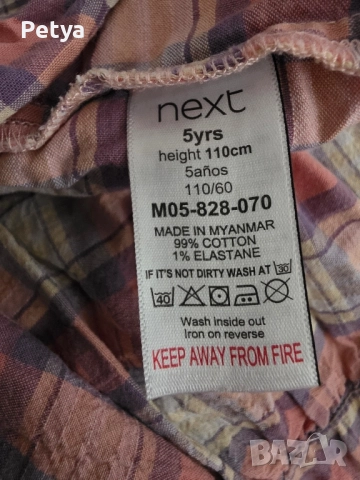 Petya
next
5yrs
height 110cm
5años
110/60
M05-828-070
MADE IN MYANMAR
99% COTTON
1% ELASTANE
IF IT'S NOT DIRTY WASH AT 30
40
Wash inside out
Iron on reverse
KEEP AWAY FROM FIRE
BAZAR